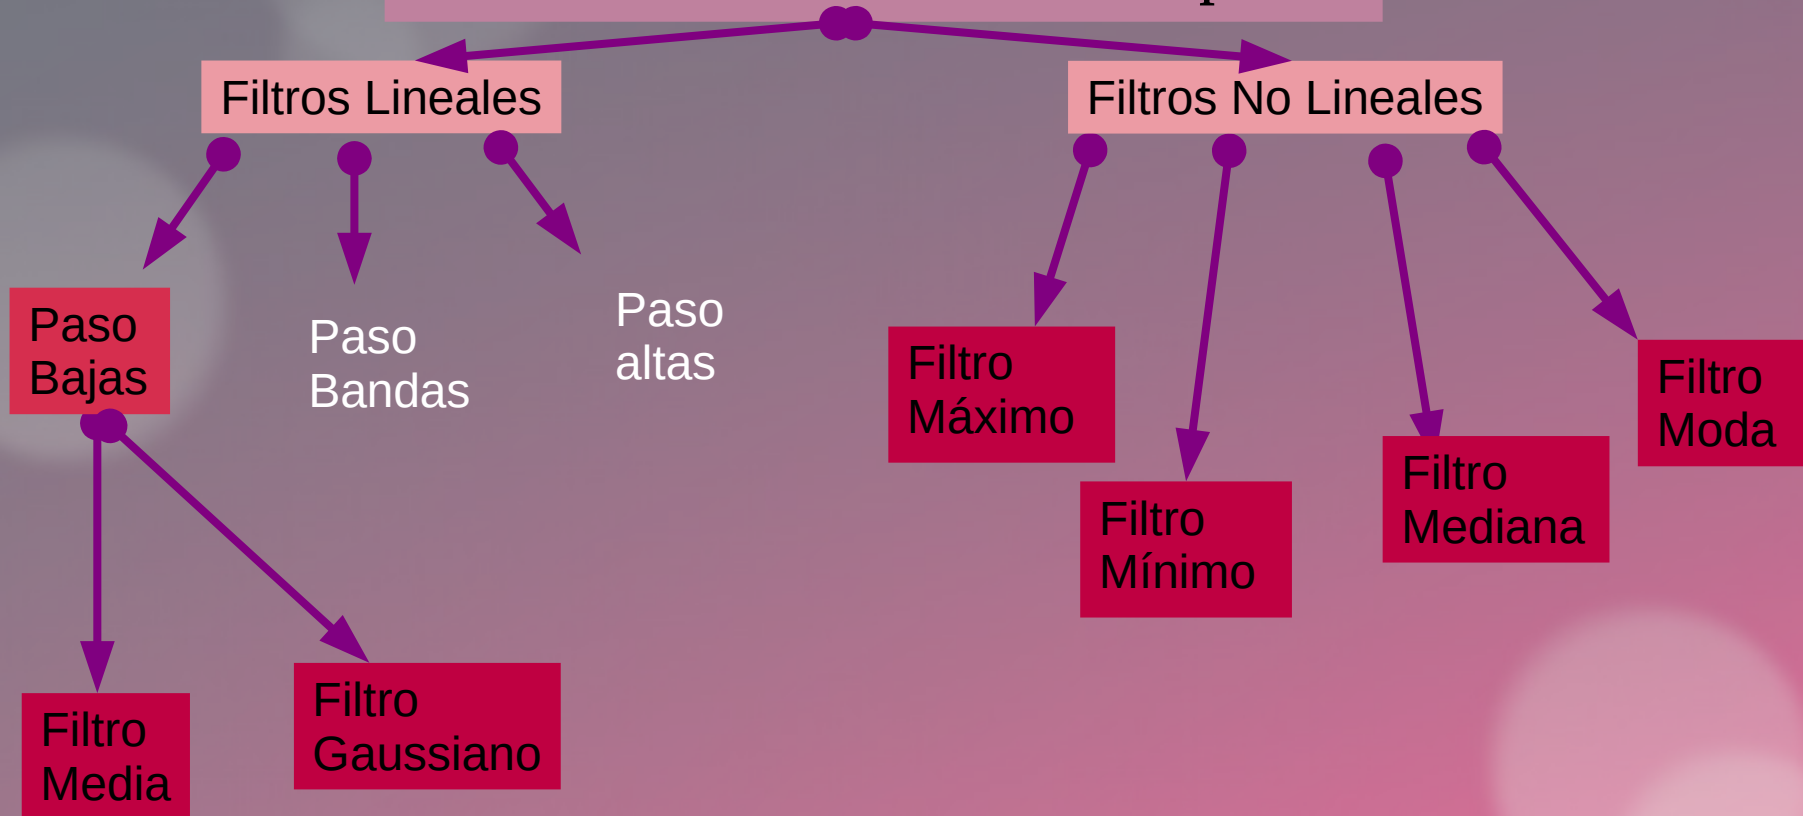 Filtros Lineales
Filtros No Lineales
Paso
Bajas
Paso
Bandas
Paso
altas
Filtro
Máximo
Filtro
Mínimo
Filtro
Mediana
Filtro
Moda
Filtro
Media
Filtro
Gaussiano